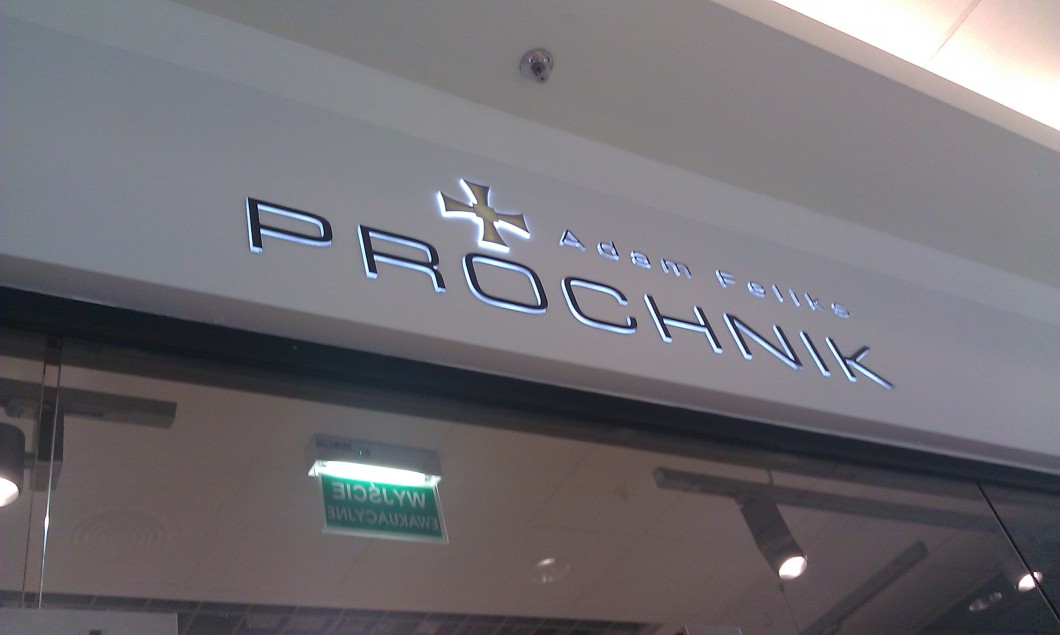 Adam Feliks
PROCHNIK
WYJŚCIE
EWAKUACYJNE